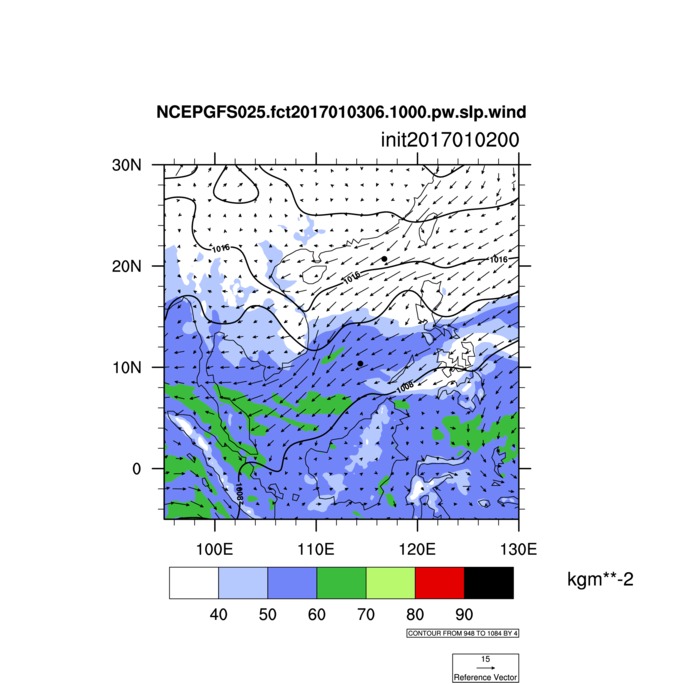 NCEPGFS025.fct2017010306.1000.pw.slp.wind
init2017010200
30N
1016
1016
20N
1016
10N
1008
0
1008
100E 110E 120E 130E
kgm**-2
40 50 60 70 80 90
CONTOUR FROM 948 TO 1084 BY 4
15
Reference Vector